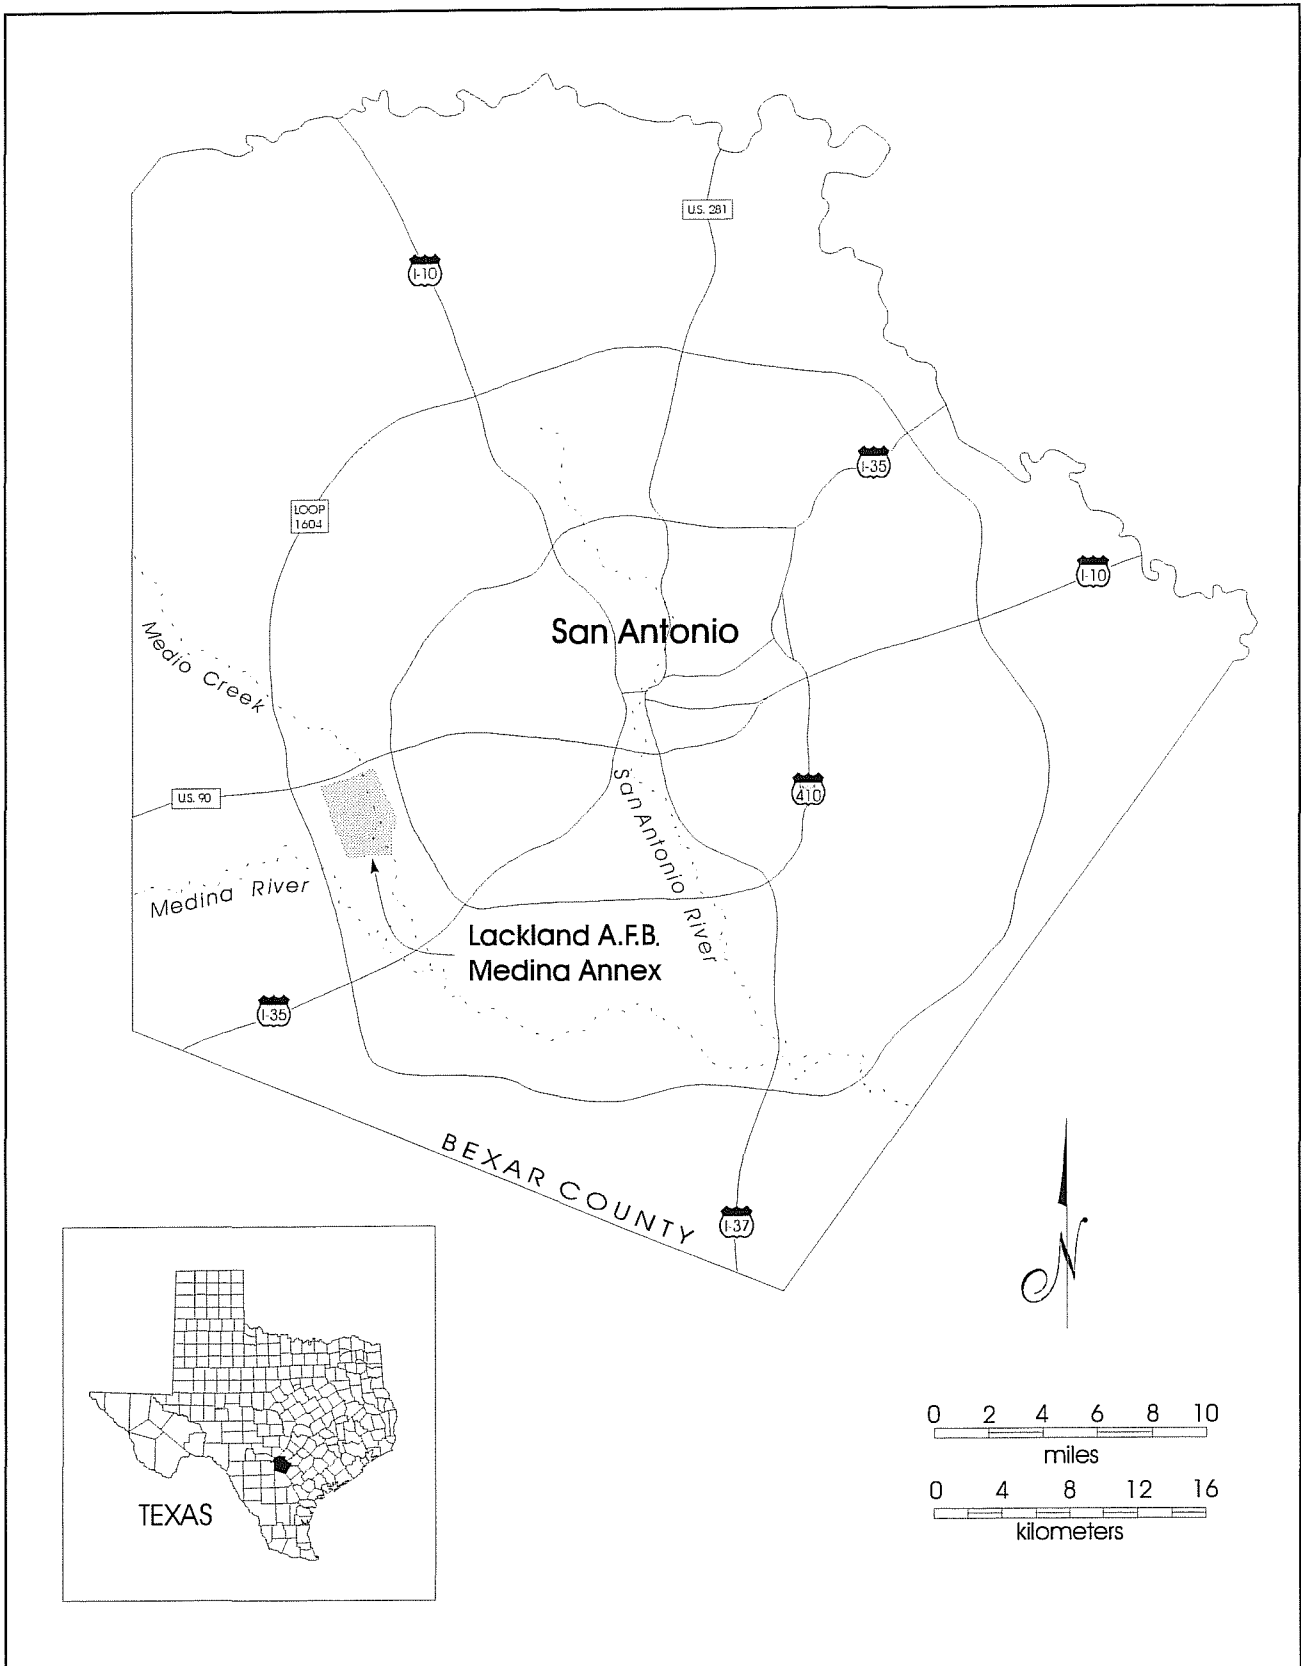 U.S. 281
I-10
I-35
LOOP
1604
I-10
San Antonio
Medio Creek
U.S. 90
410
San Antonio River
Medina River
Lackland A.F.B.
Medina Annex
I-35
BEXAR COUNTY
I-37
N
TEXAS
0 2 4 6 8 10
miles
0 4 8 12 16
kilometers